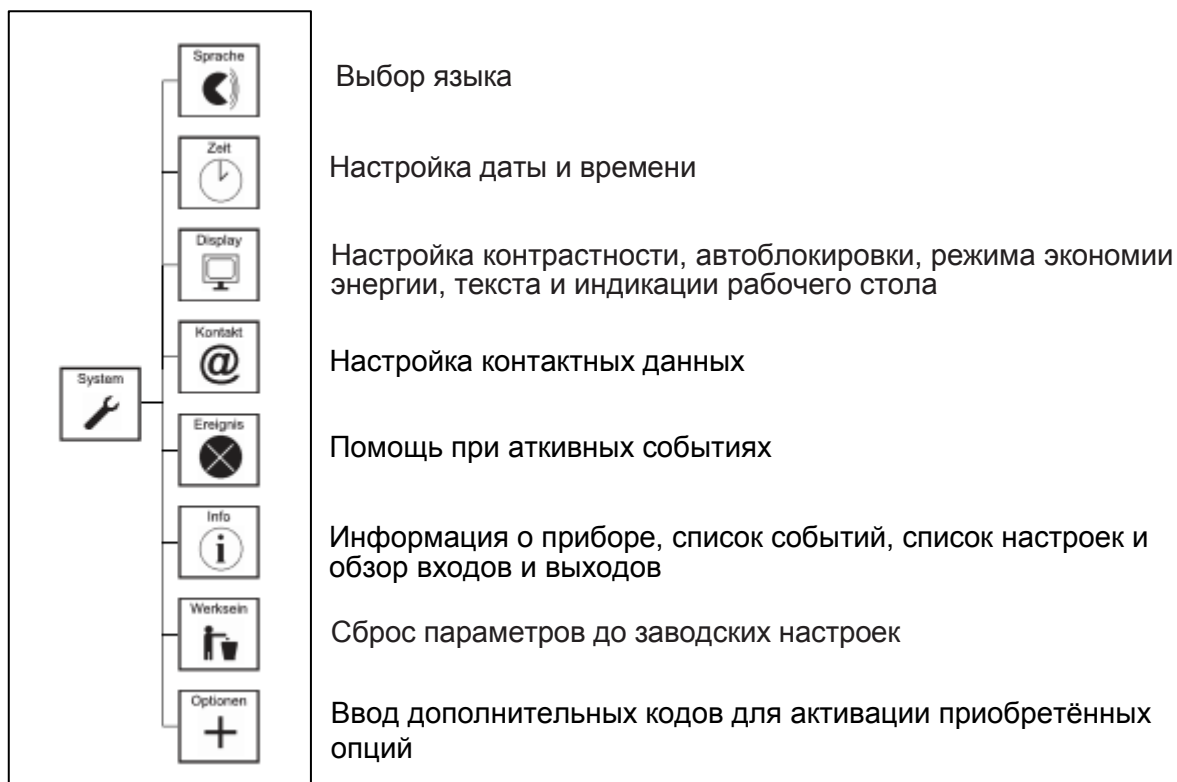 Sprache
Выбор языка
Zeit
Настройка даты и времени
Display
Настройка контрастности, автоблокировки, режима экономии
энергии, текста и индикации рабочего стола
Kontakt
@
Настройка контактных данных
System
Ereignis
Помощь при аткивных событиях
Info
i
Информация о приборе, список событий, список настроек и
обзор входов и выходов
Werksein
Сброс параметров до заводских настроек
Optionen
+
Ввод дополнительных кодов для активации приобретённых
опций